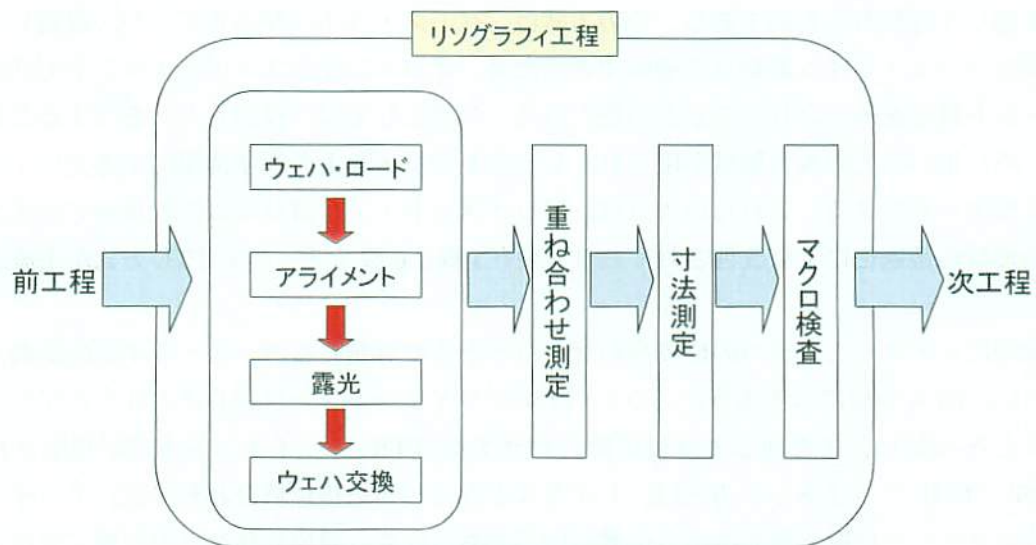 リソグラフィ工程
前工程
ウェハ・ロード
アライメント
露光
ウェハ交換
重ね合わせ測定
寸法測定
マクロ検査
次工程